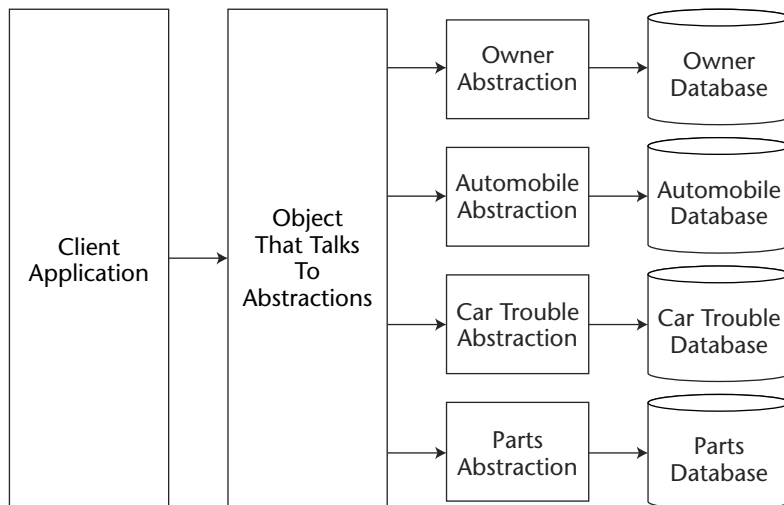 Client
Application
Object
That Talks
To
Abstractions
Owner
Abstraction
Owner
Database
Automobile
Abstraction
Automobile
Database
Car Trouble
Abstraction
Car Trouble
Database
Parts
Abstraction
Parts
Database